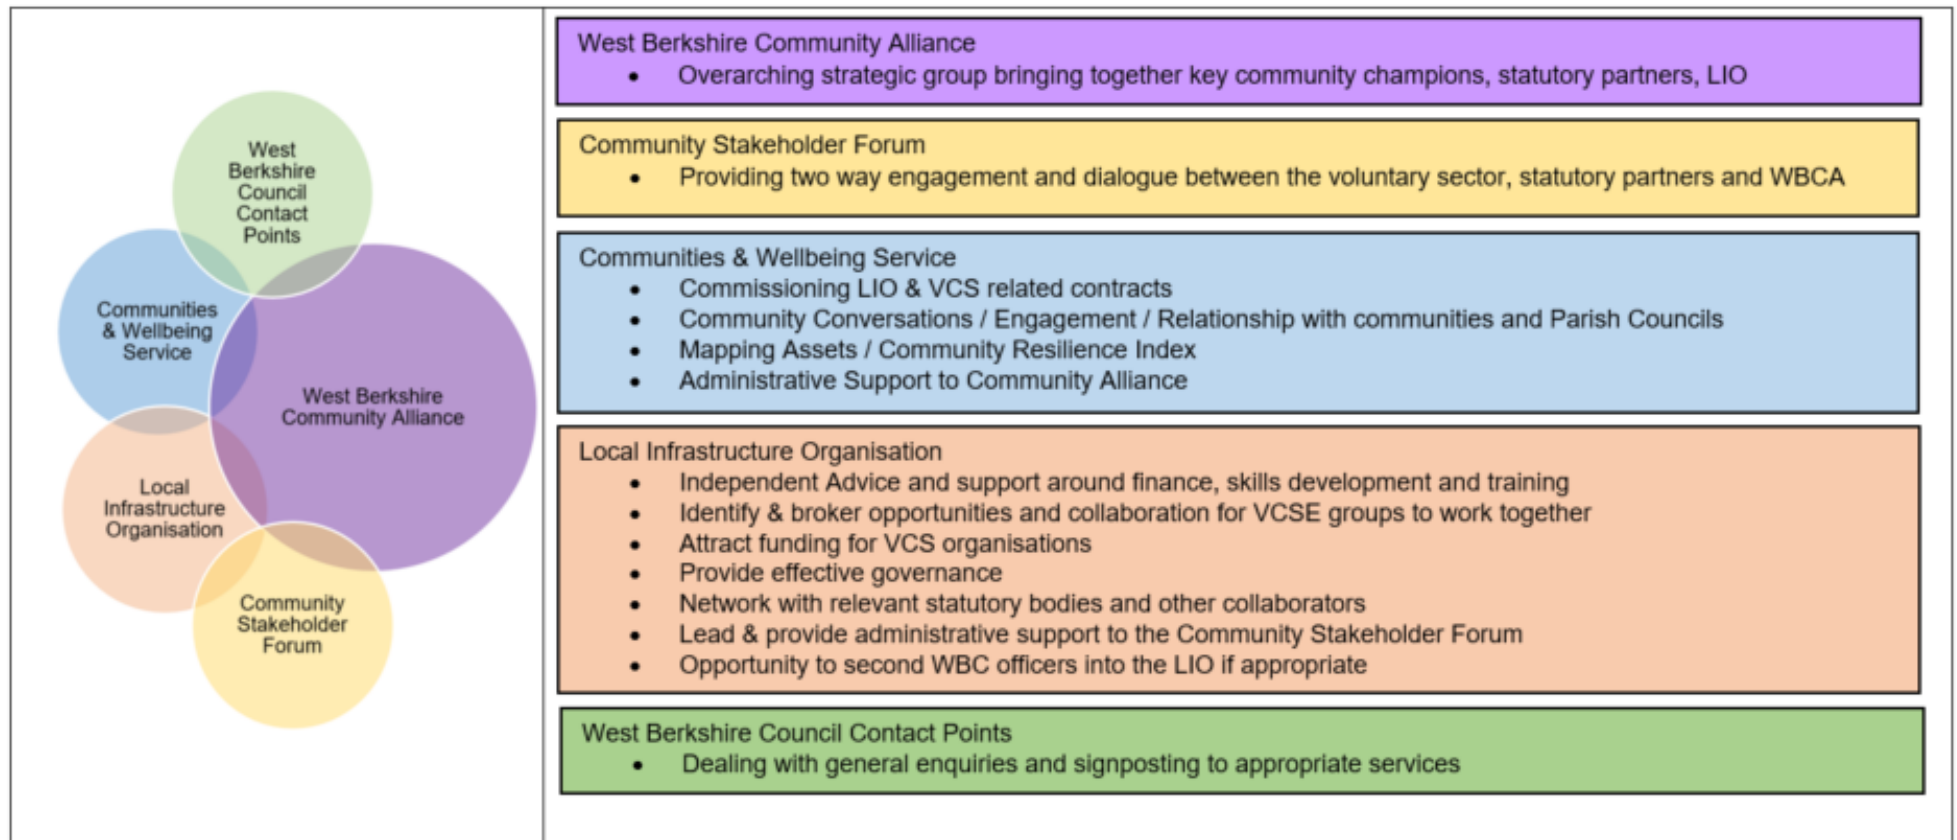 West
Berkshire
Council
Contact
Points
Communities
& Wellbeing
Service
West Berkshire
Community Alliance
Local
Infrastructure
Organisation
Community
Stakeholder
Forum
West Berkshire Community Alliance
• Overarching strategic group bringing together key community champions, statutory partners, LIO
Community Stakeholder Forum
• Providing two way engagement and dialogue between the voluntary sector, statutory partners and WBCA
Communities & Wellbeing Service
• Commissioning LIO & VCS related contracts
• Community Conversations / Engagement / Relationship with communities and Parish Councils
• Mapping Assets / Community Resilience Index
• Administrative Support to Community Alliance
Local Infrastructure Organisation
• Independent Advice and support around finance, skills development and training
• Identify & broker opportunities and collaboration for VCSE groups to work together
• Attract funding for VCS organisations
• Provide effective governance
• Network with relevant statutory bodies and other collaborators
• Lead & provide administrative support to the Community Stakeholder Forum
• Opportunity to second WBC officers into the LIO if appropriate
West Berkshire Council Contact Points
• Dealing with general enquiries and signposting to appropriate services